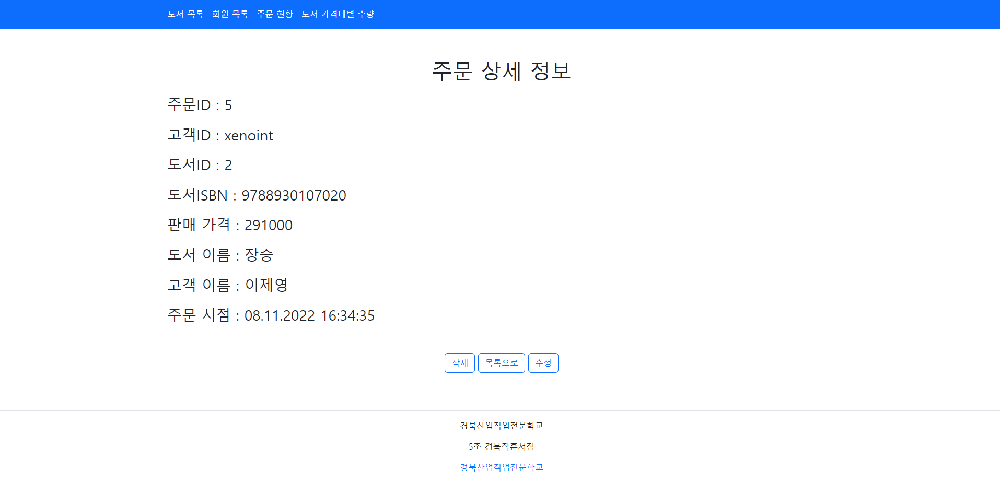 도서 목록 회원 목록 주문 현황 도서 가격대별 수량
주문 상세 정보
주문ID : 5
고객ID : xenoint
도서ID : 2
도서ISBN : 9788930107020
판매 가격 : 291000
도서 이름 : 장승
고객 이름 : 이제영
주문 시점 : 08.11.2022 16:34:35
삭제 목록으로 수정
경북산업직업전문학교
5조 경북직훈서점
경북산업직업전문학교